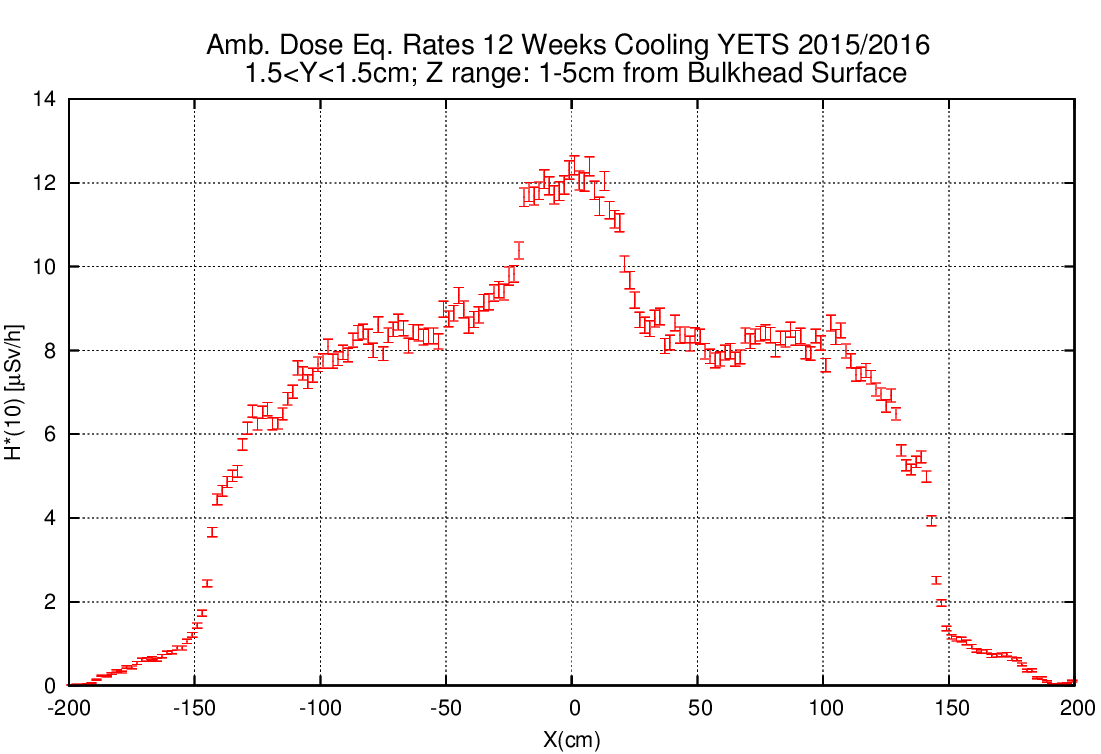 Amb. Dose Eq. Rates 12 Weeks Cooling YETS 2015/2016
1.5<Y<1.5cm; Z range: 1-5cm from Bulkhead Surface
14
12
10
8
6
4
2
0
H*(10) [µSv/h]
-200 -150 -100 -50 0 50 100 150 200
X(cm)